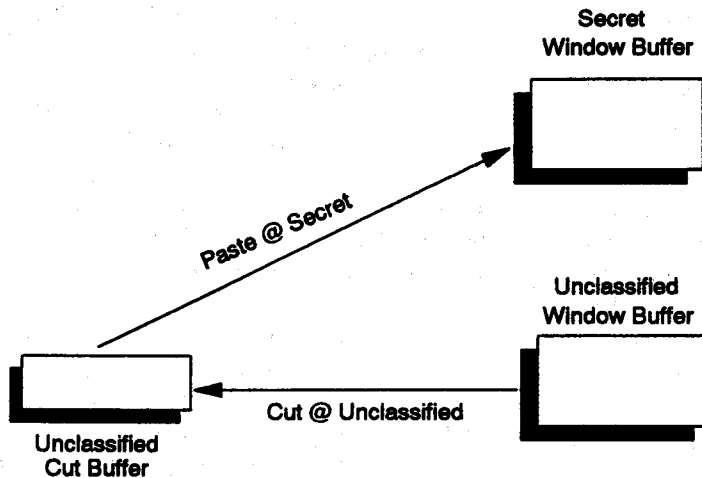 Secret
Window Buffer
Paste @ Secret
Unclassified
Window Buffer
Cut @ Unclassified
Unclassified
Cut Buffer